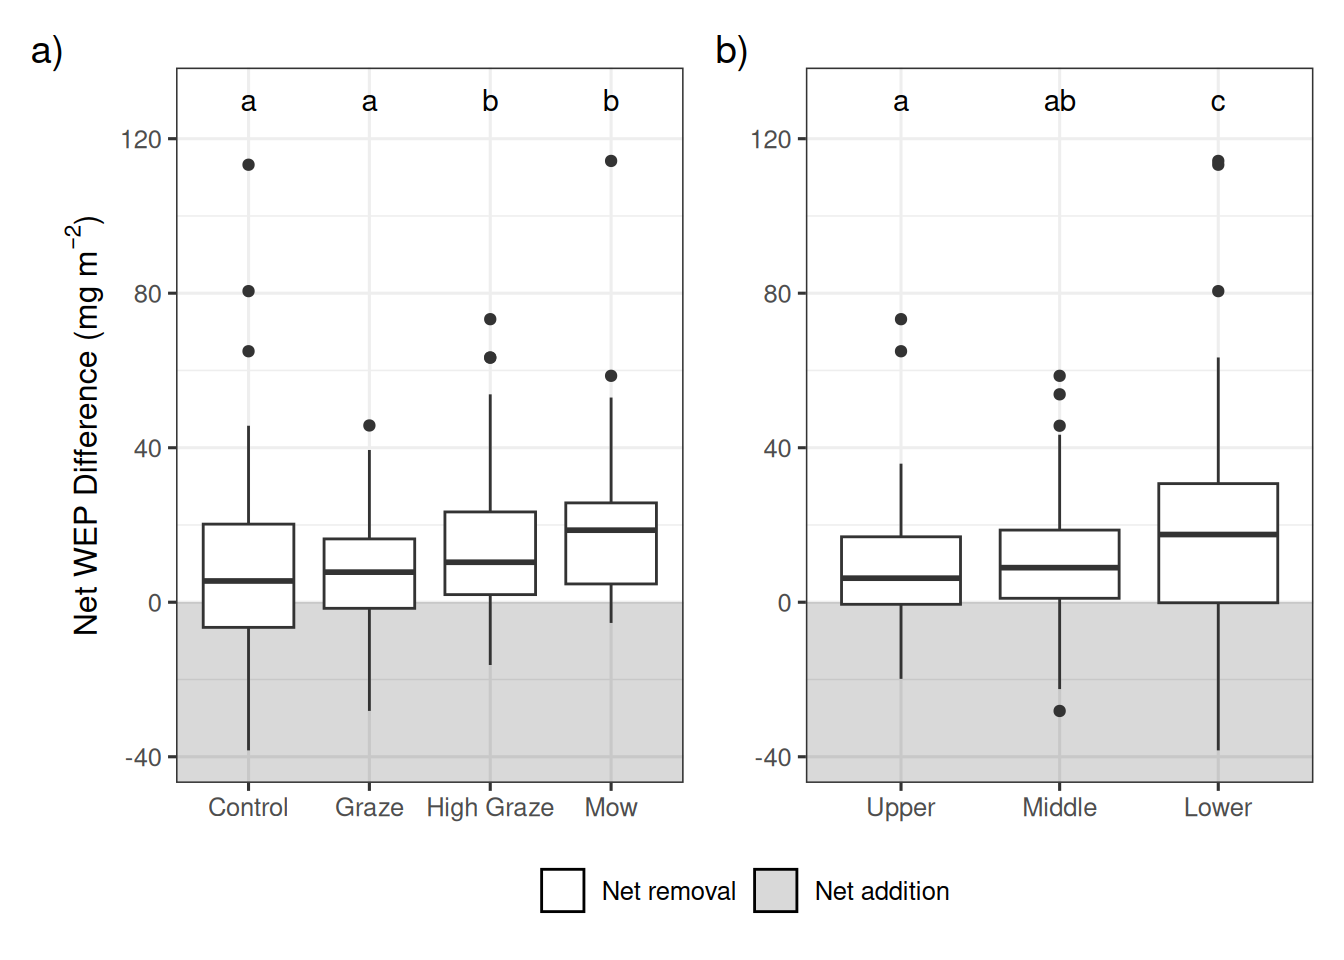 a)
b)
a a b b
a ab c
Net WEP Difference (mg m⁻²)
120
80
40
0
-40
120
80
40
0
-40
Control Graze High Graze Mow
Upper Middle Lower
Net removal Net addition